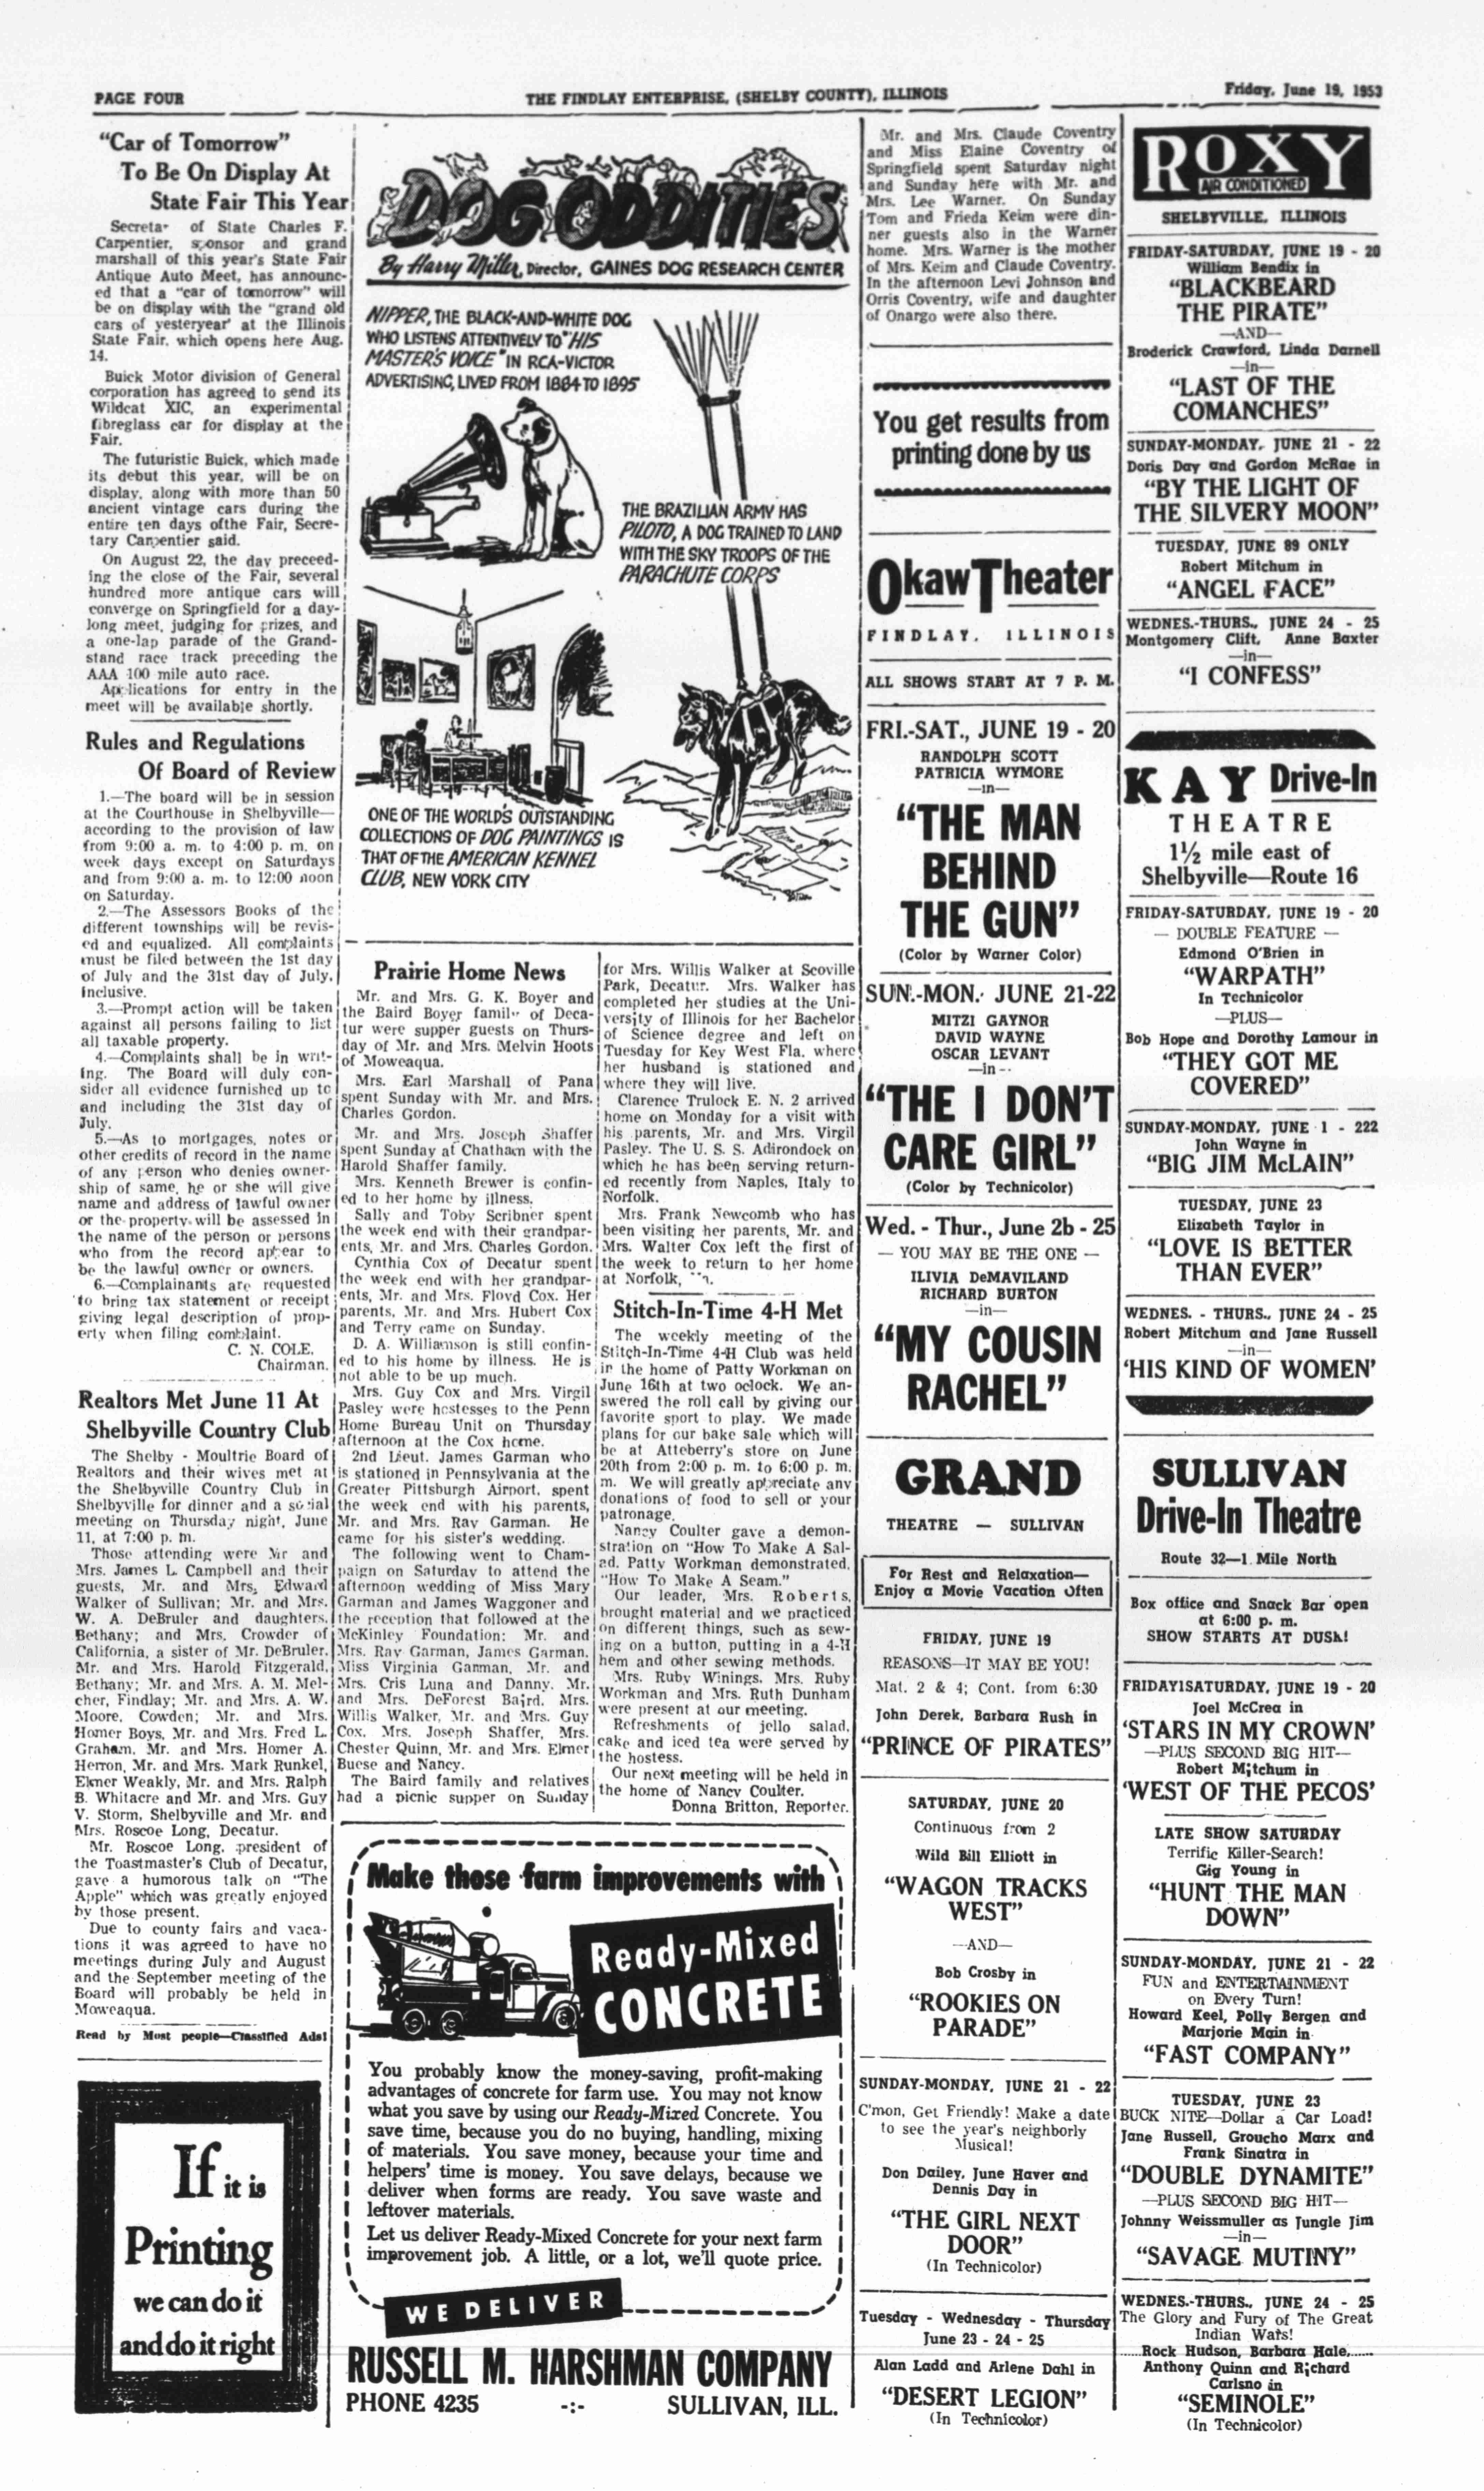 PAGE FOUR
THE FINDLAY ENTERPRISE, (SHELBY COUNTY), ILLINOIS
Friday, June 19, 1953
"Car of Tomorrow"
To Be On Display At
State Fair This Year
Secreta- of State Charles F.
Carpentier, sponsor and grand
marshall of this year's State Fair
Antique Auto Meet, has announc-
ed that a "car of tomorrow" will
be on display with the "grand old
cars of yesteryear' at the Illinois
State Fair, which opens here Aug.
14.
Buick Motor division of General
corporation has agreed to send its
Wildcat XIC, an experimental
fibreglass car for display at the
Fair.
The futuristic Buick, which made
its debut this year, will be on
display, along with more than 50
ancient vintage cars during the
entire ten days ofthe Fair, Secre-
tary Carpentier said.
On August 22, the day preceed-
ing the close of the Fair, several
hundred more antique cars will
converge on Springfield for a day-
long meet, judging for prizes, and
a one-lap parade of the Grand-
stand race track preceding the
AAA 100 mile auto race.
Applications for entry in the
meet will be available shortly.
Rules and Regulations
Of Board of Review
1.—The board will be in session
at the Courthouse in Shelbyville—
according to the provision of law
from 9:00 a. m. to 4:00 p. m. on
week days except on Saturdays
and from 9:00 a. m. to 12:00 noon
on Saturday.
2.—The Assessors Books of the
different townships will be revis-
ed and equalized. All complaints
must be filed between the 1st day
of July and the 31st day of July,
Inclusive.
3.—Prompt action will be taken
against all persons failing to list
all taxable property.
4.—Complaints shall be in writ-
ing. The Board will duly con-
sider all evidence furnished up to
and including the 31st day of
July.
5.—As to mortgages, notes or
other credits of record in the name
of any person who denies owner-
ship of same, he or she will give
name and address of lawful owner
or the property will be assessed in
the name of the person or persons
who from the record appear to
be the lawful owner or owners.
6.—Complainants are requested
to bring tax statement or receipt
giving legal description of prop-
erty when filing complaint.
C. N. COLE,
Chairman.
Realtors Met June 11 At
Shelbyville Country Club
The Shelby - Moultrie Board of
Realtors and their wives met at
the Shelbyville Country Club in
Shelbyville for dinner and a social
meeting on Thursday night, June
11, at 7:00 p. m.
Those attending were Mr and
Mrs. James L. Campbell and their
guests, Mr. and Mrs. Edward
Walker of Sullivan; Mr. and Mrs.
W. A. DeBruler and daughters,
Bethany; and Mrs. Crowder of
California, a sister of Mr. DeBruler,
Mr. and Mrs. Harold Fitzgerald,
Bethany; Mr. and Mrs. A. M. Mel-
cher, Findlay; Mr. and Mrs. A. W.
Moore, Cowden; Mr. and Mrs.
Homer Boys, Mr. and Mrs. Fred L.
Graham, Mr. and Mrs. Homer A.
Herron, Mr. and Mrs. Mark Runkel,
Elmer Weakly, Mr. and Mrs. Ralph
B. Whitacre and Mr. and Mrs. Guy
V. Storm, Shelbyville and Mr. and
Mrs. Roscoe Long, Decatur.
Mr. Roscoe Long, president of
the Toastmaster's Club of Decatur,
gave a humorous talk on "The
Apple" which was greatly enjoyed
by those present.
Due to county fairs and vaca-
tions it was agreed to have no
meetings during July and August
and the September meeting of the
Board will probably be held in
Moweaqua.
Read by Most people—Classified Ads!
If it is
Printing
we can do it
and do it right
DOG ODDITIES
By Harry Miller, Director, GAINES DOG RESEARCH CENTER
NIPPER, THE BLACK-AND-WHITE DOG
WHO LISTENS ATTENTIVELY TO "HIS
MASTER'S VOICE" IN RCA-VICTOR
ADVERTISING, LIVED FROM 1884 TO 1895
THE BRAZILIAN ARMY HAS
PILOTO, A DOG TRAINED TO LAND
WITH THE SKY TROOPS OF THE
PARACHUTE CORPS
ONE OF THE WORLD'S OUTSTANDING
COLLECTIONS OF DOG PAINTINGS IS
THAT OF THE AMERICAN KENNEL
CLUB, NEW YORK CITY
Prairie Home News
Mr. and Mrs. G. K. Boyer and
the Baird Boyer family of Deca-
tur were supper guests on Thurs-
day of Mr. and Mrs. Melvin Hoots
of Moweaqua.
Mrs. Earl Marshall of Pana
spent Sunday with Mr. and Mrs.
Charles Gordon.
Mr. and Mrs. Joseph Shaffer
spent Sunday at Chatham with the
Harold Shaffer family.
Mrs. Kenneth Brewer is confin-
ed to her home by illness.
Sally and Toby Scribner spent
the week end with their grandpar-
ents, Mr. and Mrs. Charles Gordon.
Cynthia Cox of Decatur spent
the week end with her grandpar-
ents, Mr. and Mrs. Floyd Cox. Her
parents, Mr. and Mrs. Hubert Cox
and Terry came on Sunday.
D. A. Williamson is still confin-
ed to his home by illness. He is
not able to be up much.
Mrs. Guy Cox and Mrs. Virgil
Pasley were hostesses to the Penn
Home Bureau Unit on Thursday
afternoon at the Cox home.
2nd Lieut. James Garman who
is stationed in Pennsylvania at the
Greater Pittsburgh Airport, spent
the week end with his parents,
Mr. and Mrs. Ray Garman. He
came for his sister's wedding.
The following went to Cham-
paign on Saturday to attend the
afternoon wedding of Miss Mary
Garman and James Waggoner and
the reception that followed at the
McKinley Foundation: Mr. and
Mrs. Ray Garman, James Garman,
Miss Virginia Garman, Mr. and
Mrs. Cris Luna and Danny, Mr.
and Mrs. DeForest Baird, Mrs.
Willis Walker, Mr. and Mrs. Guy
Cox, Mrs. Joseph Shaffer, Mrs.
Chester Quinn, Mr. and Mrs. Elmer
Buese and Nancy.
The Baird family and relatives
had a picnic supper on Sunday
for Mrs. Willis Walker at Scoville
Park, Decatur. Mrs. Walker has
completed her studies at the Uni-
versity of Illinois for her Bachelor
of Science degree and left on
Tuesday for Key West Fla. where
her husband is stationed and
where they will live.
Clarence Trulock E. N. 2 arrived
home on Monday for a visit with
his parents, Mr. and Mrs. Virgil
Pasley. The U. S. S. Adirondock on
which he has been serving return-
ed recently from Naples, Italy to
Norfolk.
Mrs. Frank Newcomb who has
been visiting her parents, Mr. and
Mrs. Walter Cox left the first of
the week to return to her home
at Norfolk,
Stitch-In-Time 4-H Met
The weekly meeting of the
Stitch-In-Time 4-H Club was held
in the home of Patty Workman on
June 16th at two oclock. We an-
swered the roll call by giving our
favorite sport to play. We made
plans for our bake sale which will
be at Atteberry's store on June
20th from 2:00 p. m. to 6:00 p. m.
m. We will greatly appreciate any
donations of food to sell or your
patronage.
Nancy Coulter gave a demon-
stration on "How To Make A Sal-
ad. Patty Workman demonstrated,
"How To Make A Seam."
Our leader, Mrs. Roberts,
brought material and we practiced
on different things, such as sew-
ing on a button, putting in a 4-H
hem and other sewing methods.
Mrs. Ruby Winings, Mrs. Ruby
Workman and Mrs. Ruth Dunham
were present at our meeting.
Refreshments of jello salad,
cake and iced tea were served by
the hostess.
Our next meeting will be held in
the home of Nancy Coulter.
Donna Britton, Reporter.
Make those farm improvements with
Ready-Mixed
CONCRETE
You probably know the money-saving, profit-making
advantages of concrete for farm use. You may not know
what you save by using our Ready-Mixed Concrete. You
save time, because you do no buying, handling, mixing
of materials. You save money, because your time and
helpers' time is money. You save delays, because we
deliver when forms are ready. You save waste and
leftover materials.
Let us deliver Ready-Mixed Concrete for your next farm
improvement job. A little, or a lot, we'll quote price.
WE DELIVER
RUSSELL M. HARSHMAN COMPANY
PHONE 4235 -:- SULLIVAN, ILL.
Mr. and Mrs. Claude Coventry
and Miss Elaine Coventry of
Springfield spent Saturday night
and Sunday here with Mr. and
Mrs. Lee Warner. On Sunday
Tom and Frieda Keim were din-
ner guests also in the Warner
home. Mrs. Warner is the mother
of Mrs. Keim and Claude Coventry.
In the afternoon Levi Johnson and
Orris Coventry, wife and daughter
of Onargo were also there.
You get results from
printing done by us
Okaw Theater
FINDLAY, ILLINOIS
ALL SHOWS START AT 7 P. M.
FRI.-SAT., JUNE 19 - 20
RANDOLPH SCOTT
PATRICIA WYMORE
—in—
"THE MAN
BEHIND
THE GUN"
(Color by Warner Color)
SUN.-MON. JUNE 21-22
MITZI GAYNOR
DAVID WAYNE
OSCAR LEVANT
—in--
"THE I DON'T
CARE GIRL"
(Color by Technicolor)
Wed. - Thur., June 2b - 25
— YOU MAY BE THE ONE —
ILIVIA DeMAVILAND
RICHARD BURTON
—in—
"MY COUSIN
RACHEL"
GRAND
THEATRE — SULLIVAN
For Rest and Relaxation—
Enjoy a Movie Vacation Often
FRIDAY, JUNE 19
REASONS—IT MAY BE YOU!
Mat. 2 & 4; Cont. from 6:30
John Derek, Barbara Rush in
"PRINCE OF PIRATES"
SATURDAY, JUNE 20
Continuous from 2
Wild Bill Elliott in
"WAGON TRACKS
WEST"
—AND—
Bob Crosby in
"ROOKIES ON
PARADE"
SUNDAY-MONDAY, JUNE 21 - 22
C'mon, Get Friendly! Make a date
to see the year's neighborly
Musical!
Don Dailey, June Haver and
Dennis Day in
"THE GIRL NEXT
DOOR"
(In Technicolor)
Tuesday - Wednesday - Thursday
June 23 - 24 - 25
Alan Ladd and Arlene Dahl in
"DESERT LEGION"
(In Technicolor)
ROXY
AIR CONDITIONED
SHELBYVILLE, ILLINOIS
FRIDAY-SATURDAY, JUNE 19 - 20
William Bendix in
"BLACKBEARD
THE PIRATE"
—AND—
Broderick Crawford, Linda Darnell
—in—
"LAST OF THE
COMANCHES"
SUNDAY-MONDAY, JUNE 21 - 22
Doris Day and Gordon McRae in
"BY THE LIGHT OF
THE SILVERY MOON"
TUESDAY, JUNE 89 ONLY
Robert Mitchum in
"ANGEL FACE"
WEDNES.-THURS., JUNE 24 - 25
Montgomery Clift, Anne Baxter
—in—
"I CONFESS"
KAY Drive-In
THEATRE
1½ mile east of
Shelbyville—Route 16
FRIDAY-SATURDAY, JUNE 19 - 20
— DOUBLE FEATURE —
Edmond O'Brien in
"WARPATH"
In Technicolor
—PLUS—
Bob Hope and Dorothy Lamour in
"THEY GOT ME
COVERED"
SUNDAY-MONDAY, JUNE 1 - 222
John Wayne in
"BIG JIM McLAIN"
TUESDAY, JUNE 23
Elizabeth Taylor in
"LOVE IS BETTER
THAN EVER"
WEDNES. - THURS., JUNE 24 - 25
Robert Mitchum and Jane Russell
—in—
'HIS KIND OF WOMEN'
SULLIVAN
Drive-In Theatre
Route 32—1 Mile North
Box office and Snack Bar open
at 6:00 p. m.
SHOW STARTS AT DUSk!
FRIDAY1SATURDAY, JUNE 19 - 20
Joel McCrea in
'STARS IN MY CROWN'
—PLUS SECOND BIG HIT—
Robert M;tchum in
'WEST OF THE PECOS'
LATE SHOW SATURDAY
Terrific Killer-Search!
Gig Young in
"HUNT THE MAN
DOWN"
SUNDAY-MONDAY, JUNE 21 - 22
FUN and ENTERTAINMENT
on Every Turn!
Howard Keel, Polly Bergen and
Marjorie Main in
"FAST COMPANY"
TUESDAY, JUNE 23
BUCK NITE—Dollar a Car Load!
Jane Russell, Groucho Marx and
Frank Sinatra in
"DOUBLE DYNAMITE"
—PLUS SECOND BIG HIT—
Johnny Weissmuller as Jungle Jim
—in—
"SAVAGE MUTINY"
WEDNES.-THURS., JUNE 24 - 25
The Glory and Fury of The Great
Indian Wats!
......Rock Hudson, Barbara Hale,......
Anthony Quinn and R;chard
Carlsno in
"SEMINOLE"
(In Technicolor)